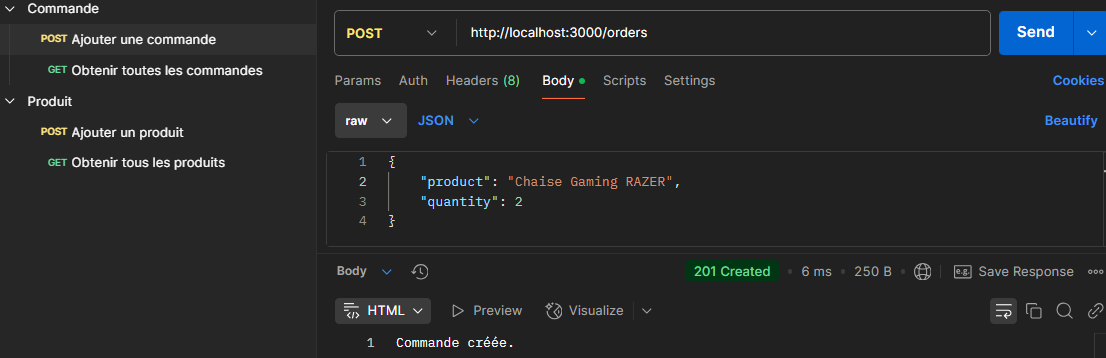 Commande
POST Ajouter une commande
GET Obtenir toutes les commandes
Produit
POST Ajouter un produit
GET Obtenir tous les produits
POST http://localhost:3000/orders Send
Params Auth Headers (8) Body Scripts Settings Cookies
raw JSON Beautify
1 {
2 "product": "Chaise Gaming RAZER",
3 "quantity": 2
4 }
Body 201 Created • 6 ms • 250 B • e.g. Save Response
HTML Preview Visualize
1 Commande créée.